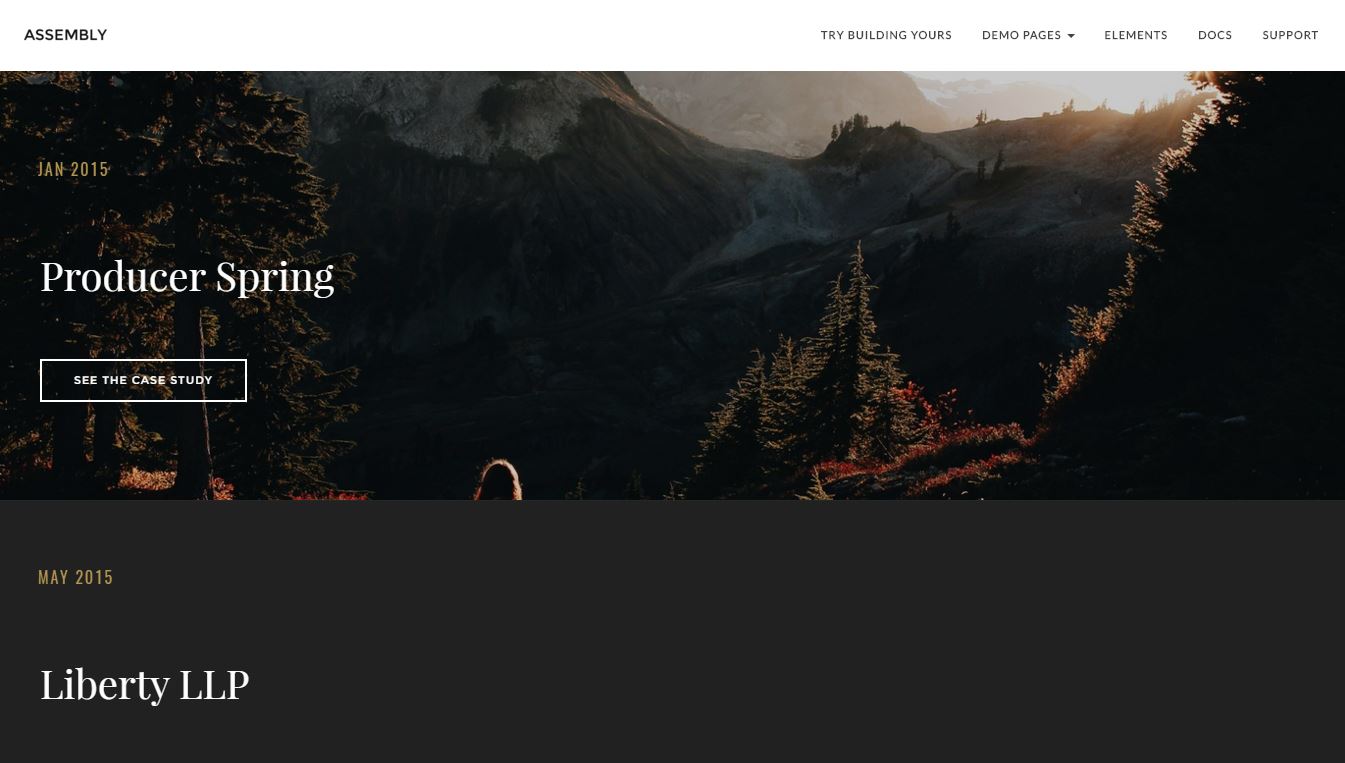 ASSEMBLY
TRY BUILDING YOURS DEMO PAGES ELEMENTS DOCS SUPPORT
JAN 2015
Producer Spring
SEE THE CASE STUDY
MAY 2015
Liberty LLP